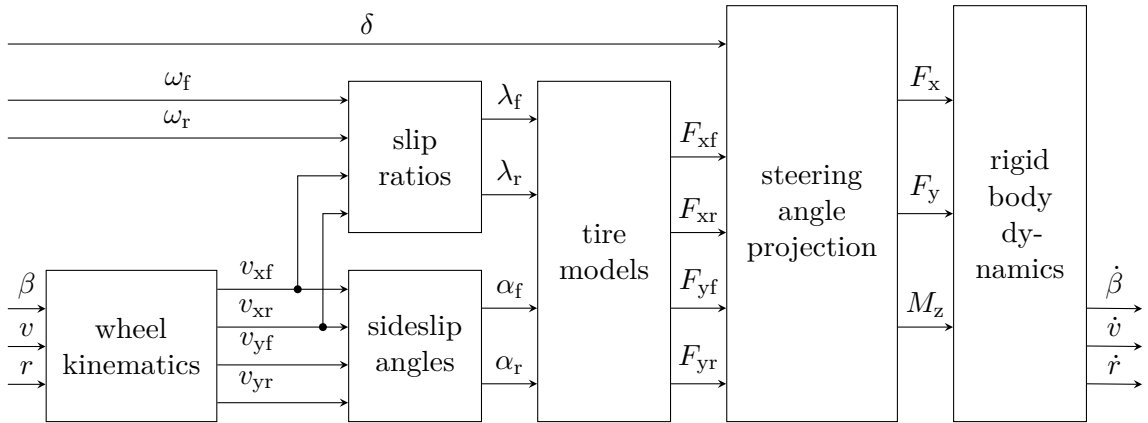 δ
ω_f
ω_r
slip
ratios
λ_f
λ_r
tire
models
F_xf
F_xr
F_yf
F_yr
steering
angle
projection
F_x
F_y
M_z
rigid
body
dy-
namics
β
v
r
wheel
kinematics
v_xf
v_xr
v_yf
v_yr
sideslip
angles
α_f
α_r
β̇
v̇
ṙ